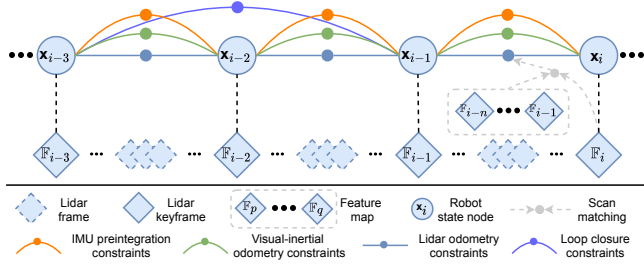 x_{i-3} x_{i-2} x_{i-1} x_i
𝔽_{i-n} 𝔽_{i-1}
𝔽_{i-3} 𝔽_{i-2} 𝔽_{i-1} 𝔽_i
Lidar frame
Lidar keyframe
𝔽_p 𝔽_q
Feature map
x_i
Robot state node
Scan matching
IMU preintegration constraints
Visual-inertial odometry constraints
Lidar odometry constraints
Loop closure constraints